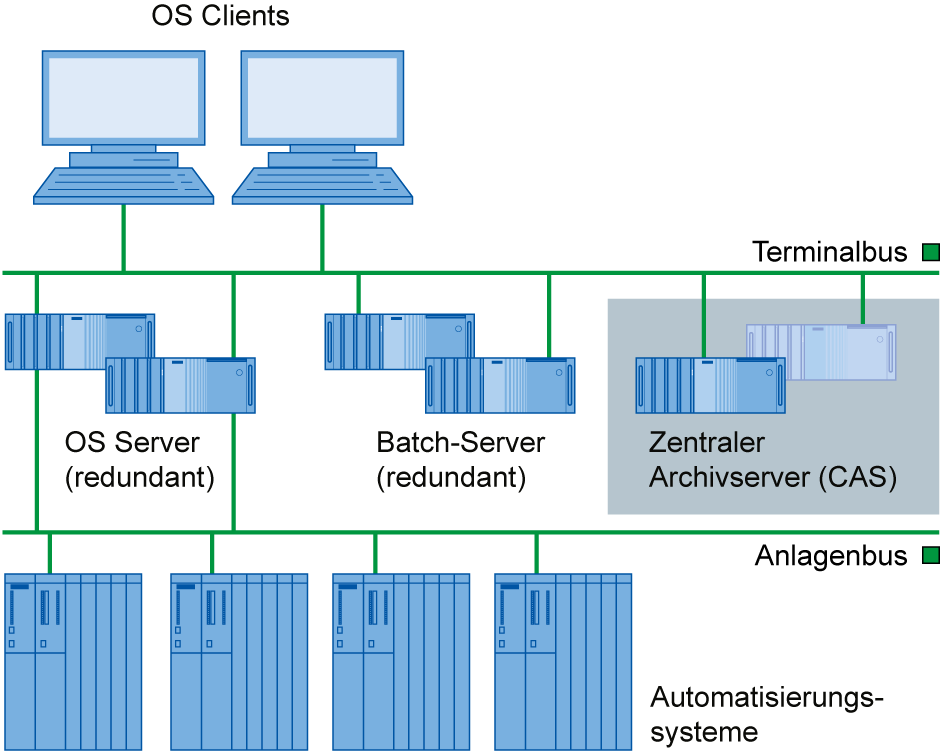 OS Clients
Terminalbus
OS Server
(redundant)
Batch-Server
(redundant)
Zentraler
Archivserver (CAS)
Anlagenbus
Automatisierungs-
systeme